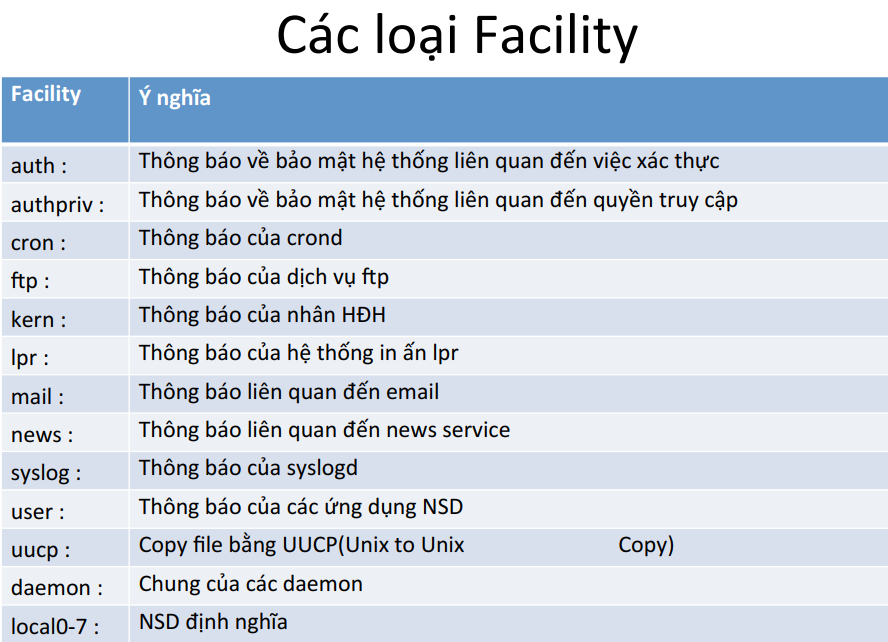 Các loại Facility
Facility Ý nghĩa
auth : Thông báo về bảo mật hệ thống liên quan đến việc xác thực
authpriv : Thông báo về bảo mật hệ thống liên quan đến quyền truy cập
cron : Thông báo của crond
ftp : Thông báo của dịch vụ ftp
kern : Thông báo của nhân HĐH
lpr : Thông báo của hệ thống in ấn lpr
mail : Thông báo liên quan đến email
news : Thông báo liên quan đến news service
syslog : Thông báo của syslogd
user : Thông báo của các ứng dụng NSD
uucp : Copy file bằng UUCP(Unix to Unix Copy)
daemon : Chung của các daemon
local0-7 : NSD định nghĩa